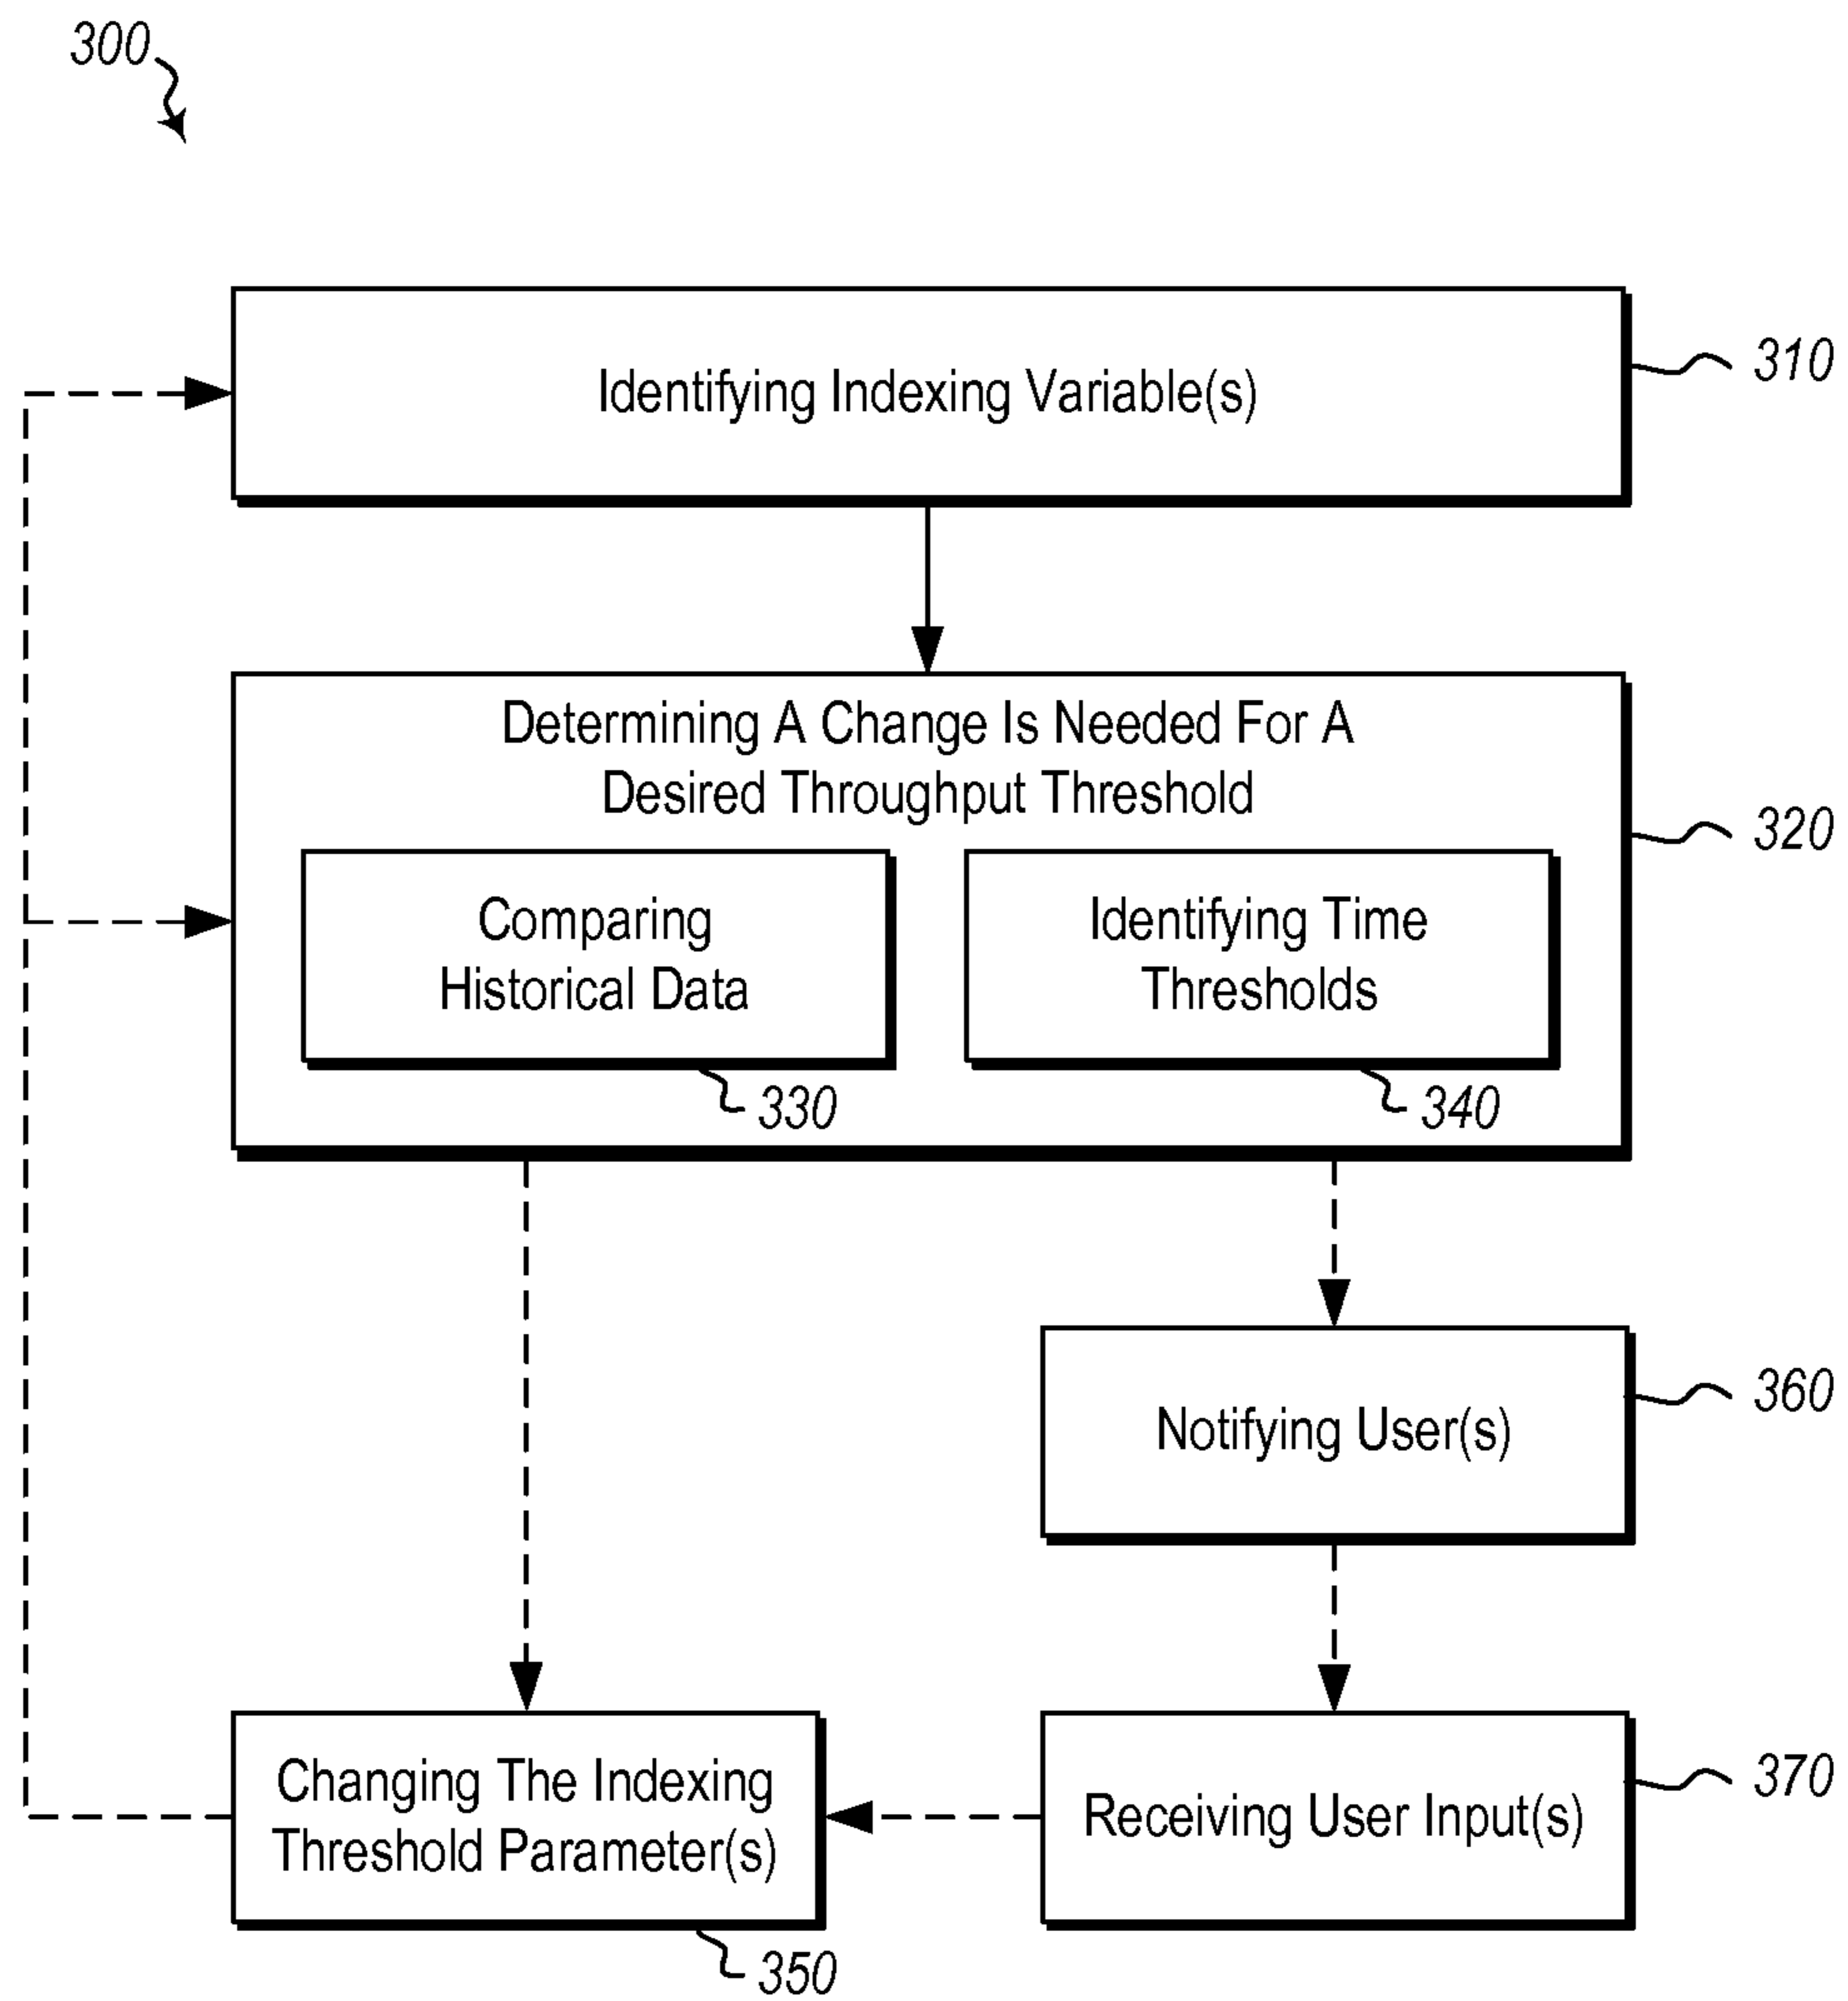 300
Identifying Indexing Variable(s)
310
Determining A Change Is Needed For A
Desired Throughput Threshold
320
Comparing
Historical Data
330
Identifying Time
Thresholds
340
Notifying User(s)
360
Changing The Indexing
Threshold Parameter(s)
350
Receiving User Input(s)
370